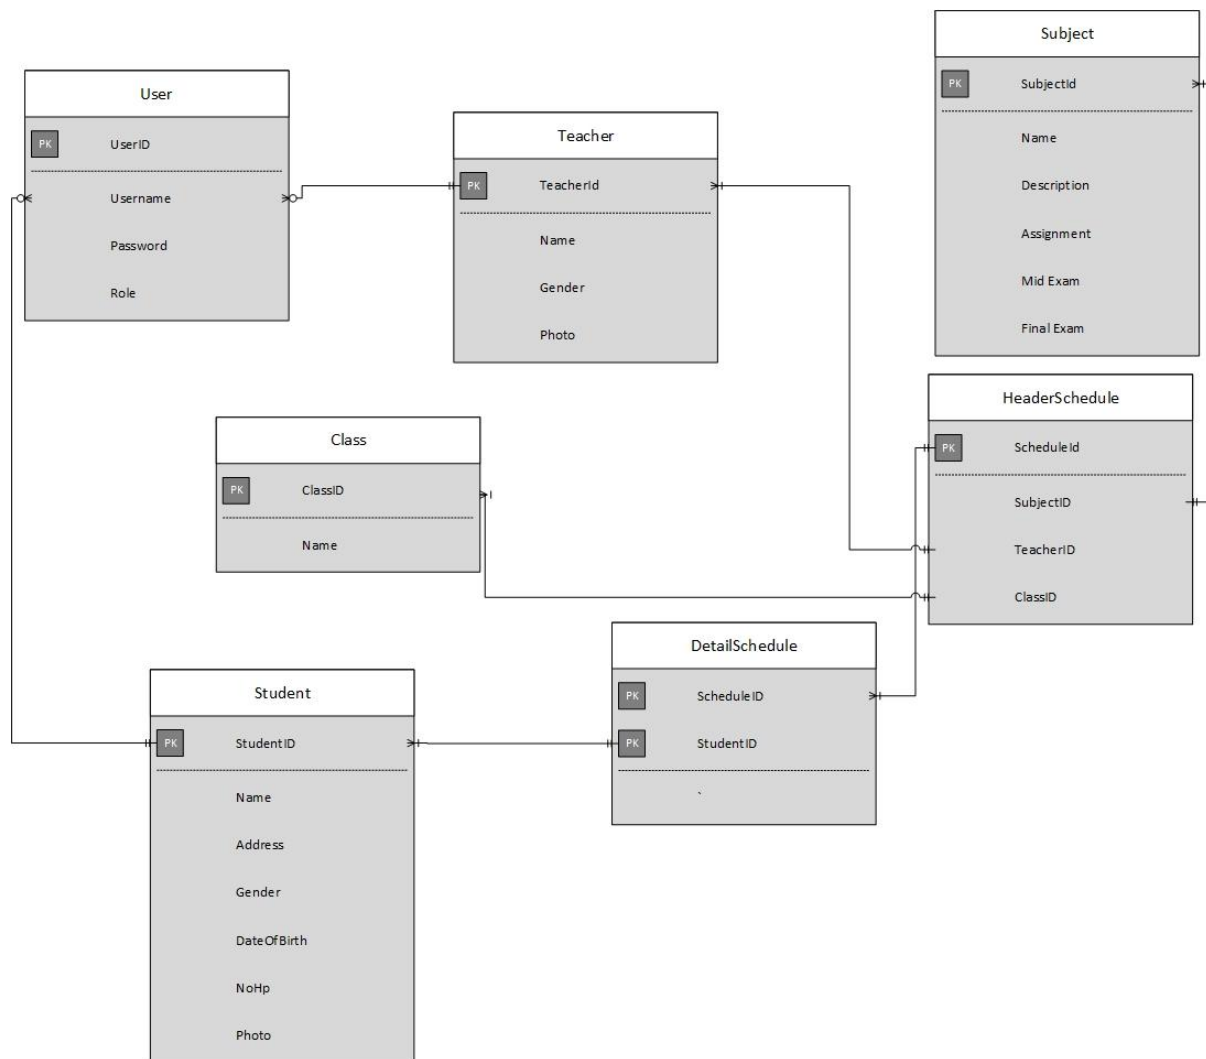 User
PK UserID
Username
Password
Role
Teacher
PK TeacherId
Name
Gender
Photo
Subject
PK SubjectId
Name
Description
Assignment
Mid Exam
Final Exam
Class
PK ClassID
Name
HeaderSchedule
PK ScheduleId
SubjectID
TeacherID
ClassID
DetailSchedule
PK ScheduleID
PK StudentID
`
Student
PK StudentID
Name
Address
Gender
DateOfBirth
NoHp
Photo